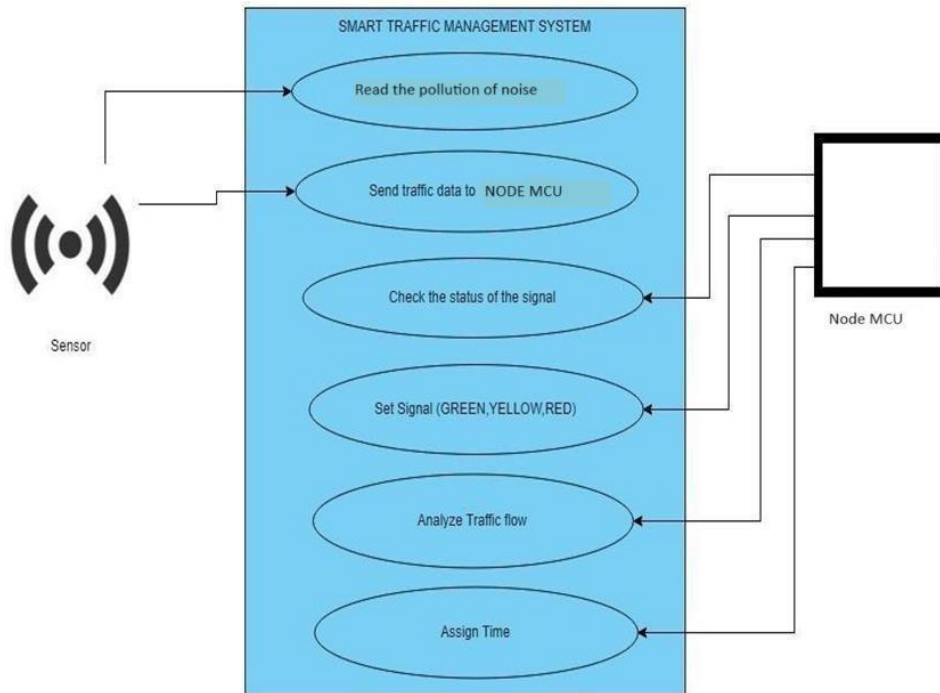 SMART TRAFFIC MANAGEMENT SYSTEM
Read the pollution of noise
Send traffic data to NODE MCU
Check the status of the signal
Node MCU
Sensor
Set Signal (GREEN,YELLOW,RED)
Analyze Traffic flow
Assign Time